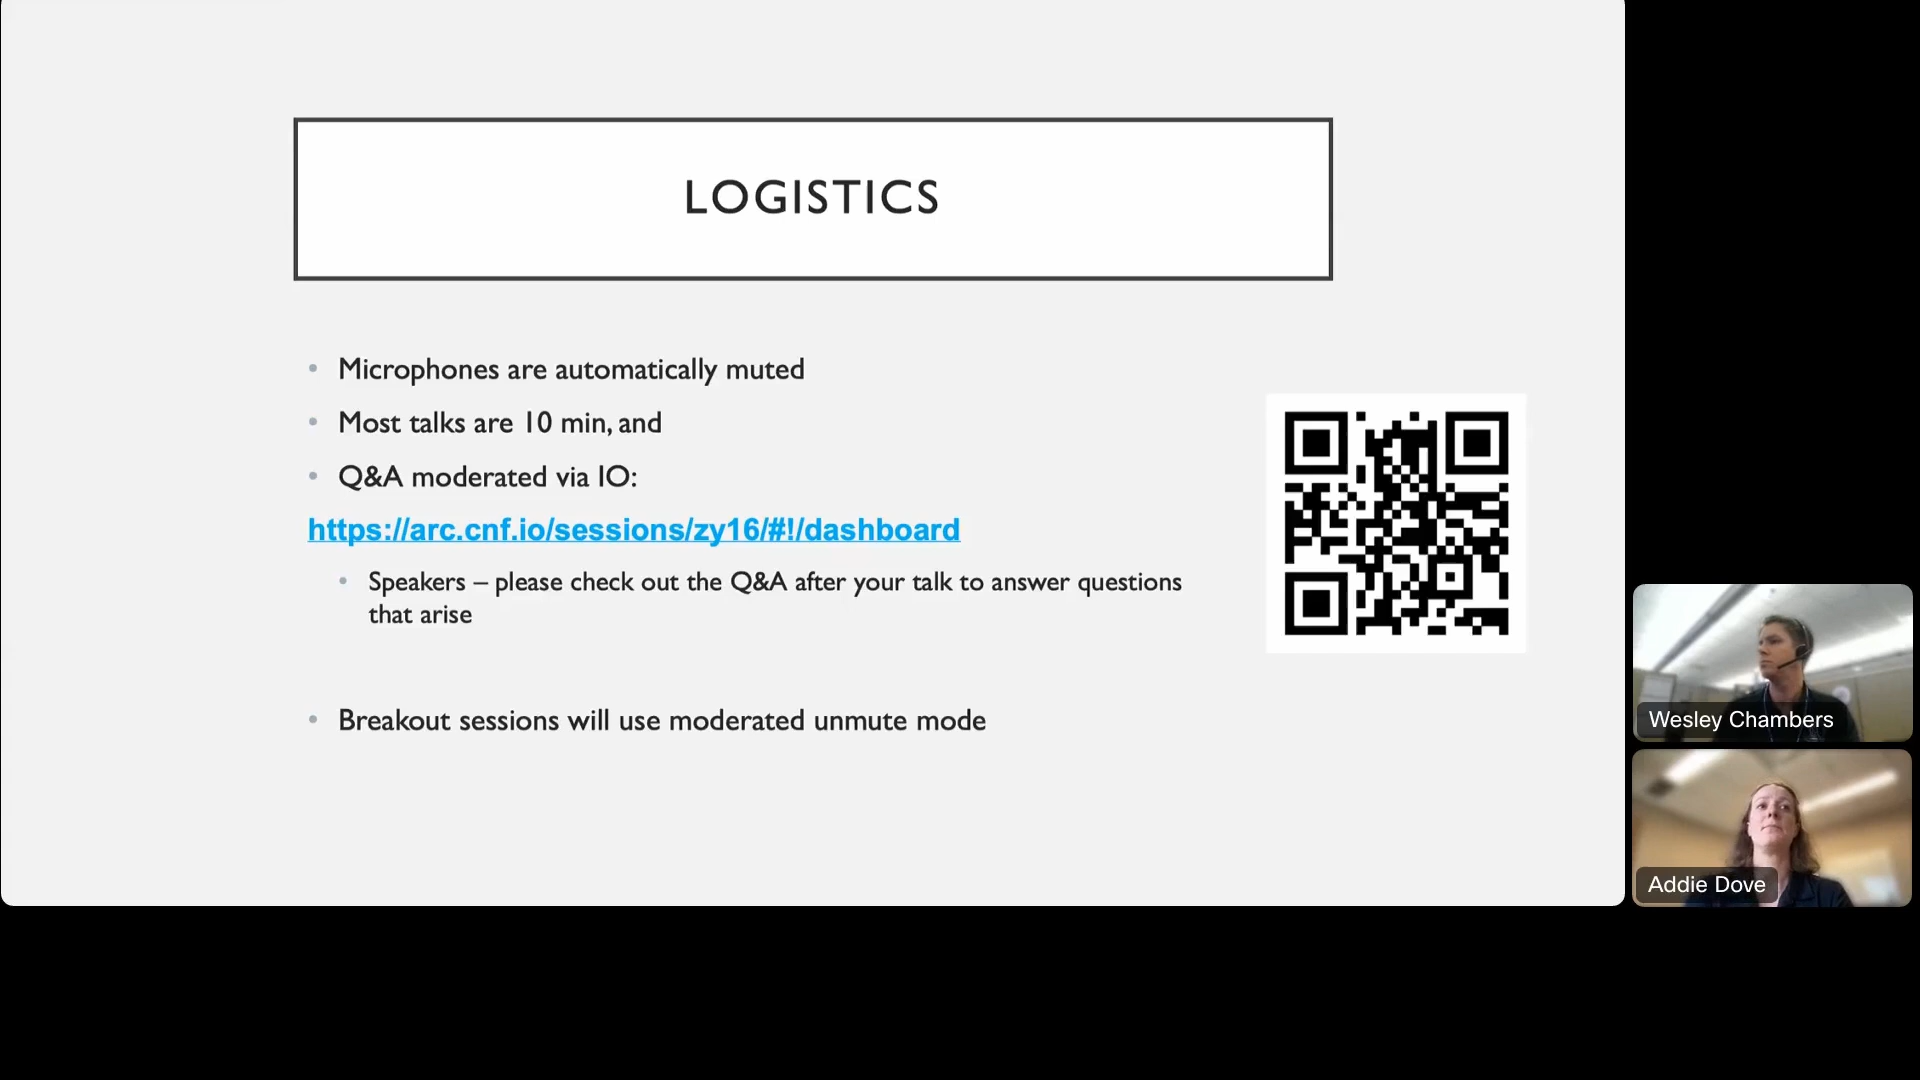 LOGISTICS
• Microphones are automatically muted
• Most talks are 10 min, and
• Q&A moderated via IO:
https://arc.cnf.io/sessions/zy16/#!/dashboard
• Speakers – please check out the Q&A after your talk to answer questions
that arise
• Breakout sessions will use moderated unmute mode
Wesley Chambers
Addie Dove